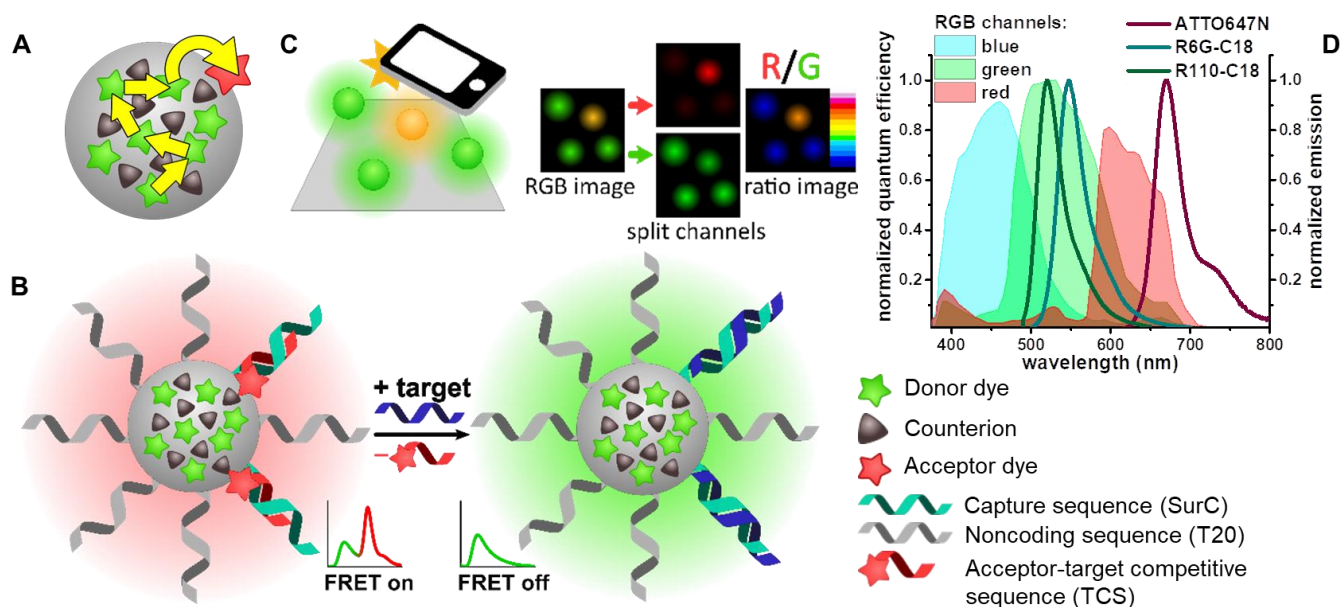 A
C
R/G
RGB image
split channels
ratio image
B
+ target
FRET on
FRET off
D
RGB channels:
blue
green
red
ATTO647N
R6G-C18
R110-C18
normalized quantum efficiency
1.0
0.8
0.6
0.4
0.2
1.0
0.8
0.6
0.4
0.2
normalized emission
400 500 600 700 800
wavelength (nm)
Donor dye
Counterion
Acceptor dye
Capture sequence (SurC)
Noncoding sequence (T20)
Acceptor-target competitive
sequence (TCS)